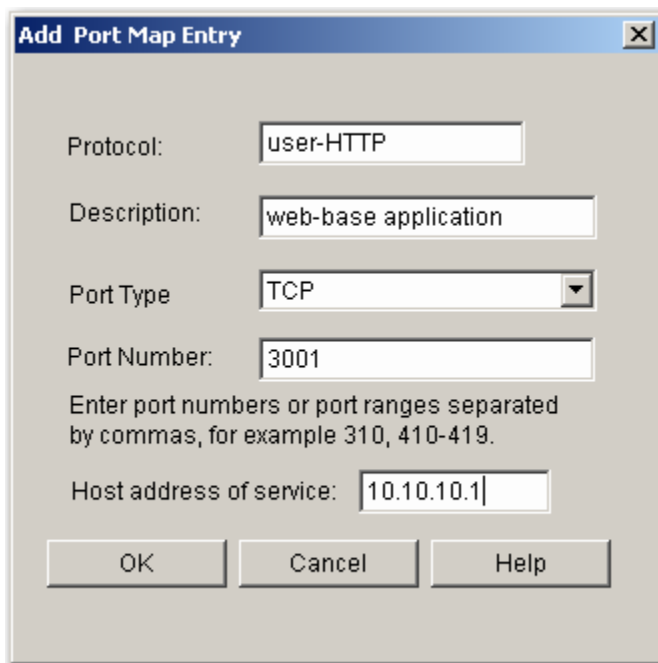 Add Port Map Entry
Protocol: user-HTTP
Description: web-base application
Port Type TCP
Port Number: 3001
Enter port numbers or port ranges separated
by commas, for example 310, 410-419.
Host address of service: 10.10.10.1
OK Cancel Help